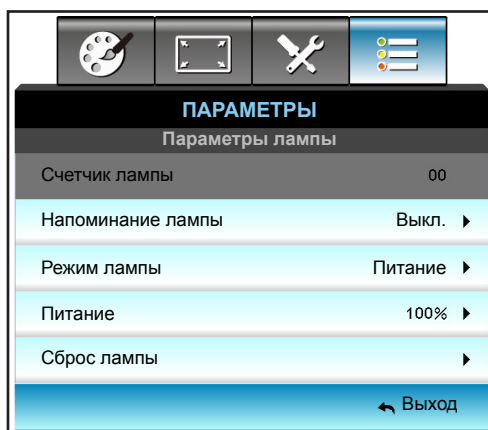 ПАРАМЕТРЫ
Параметры лампы
Счетчик лампы 00
Напоминание лампы Выкл.
Режим лампы Питание
Питание 100%
Сброс лампы
Выход